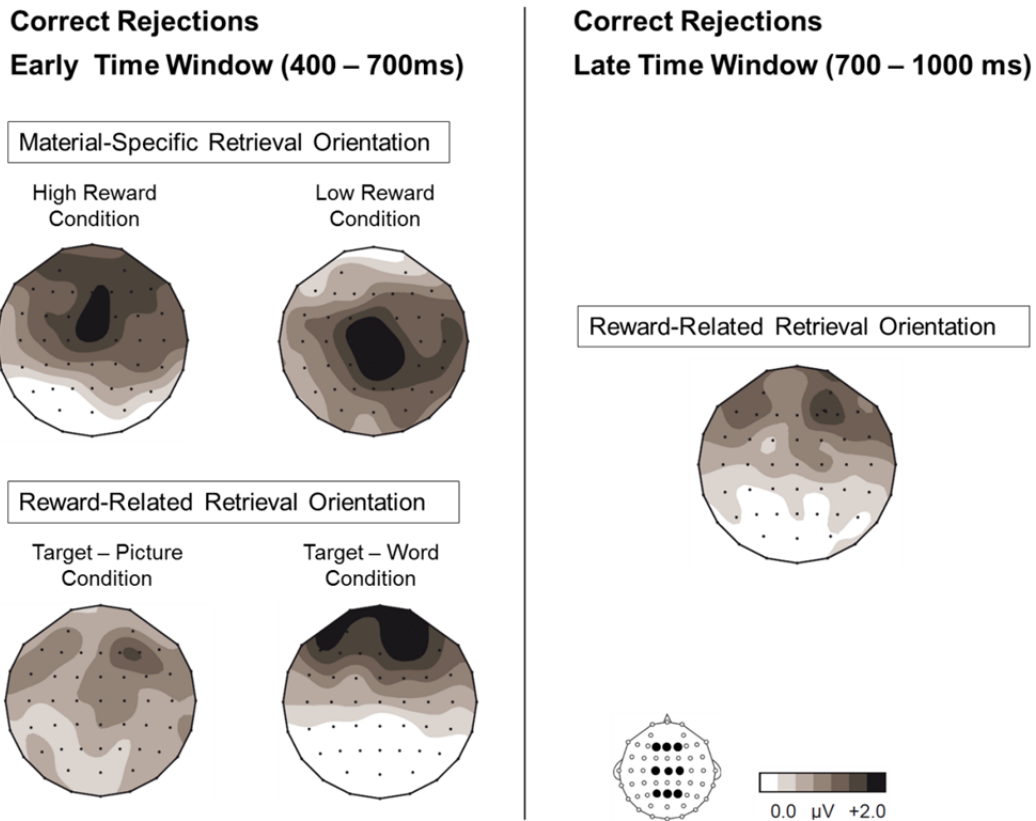 Correct Rejections
Early Time Window (400 – 700ms)
Material-Specific Retrieval Orientation
High Reward
Condition
Low Reward
Condition
Reward-Related Retrieval Orientation
Target – Picture
Condition
Target – Word
Condition
Correct Rejections
Late Time Window (700 – 1000 ms)
Reward-Related Retrieval Orientation
0.0 µV +2.0